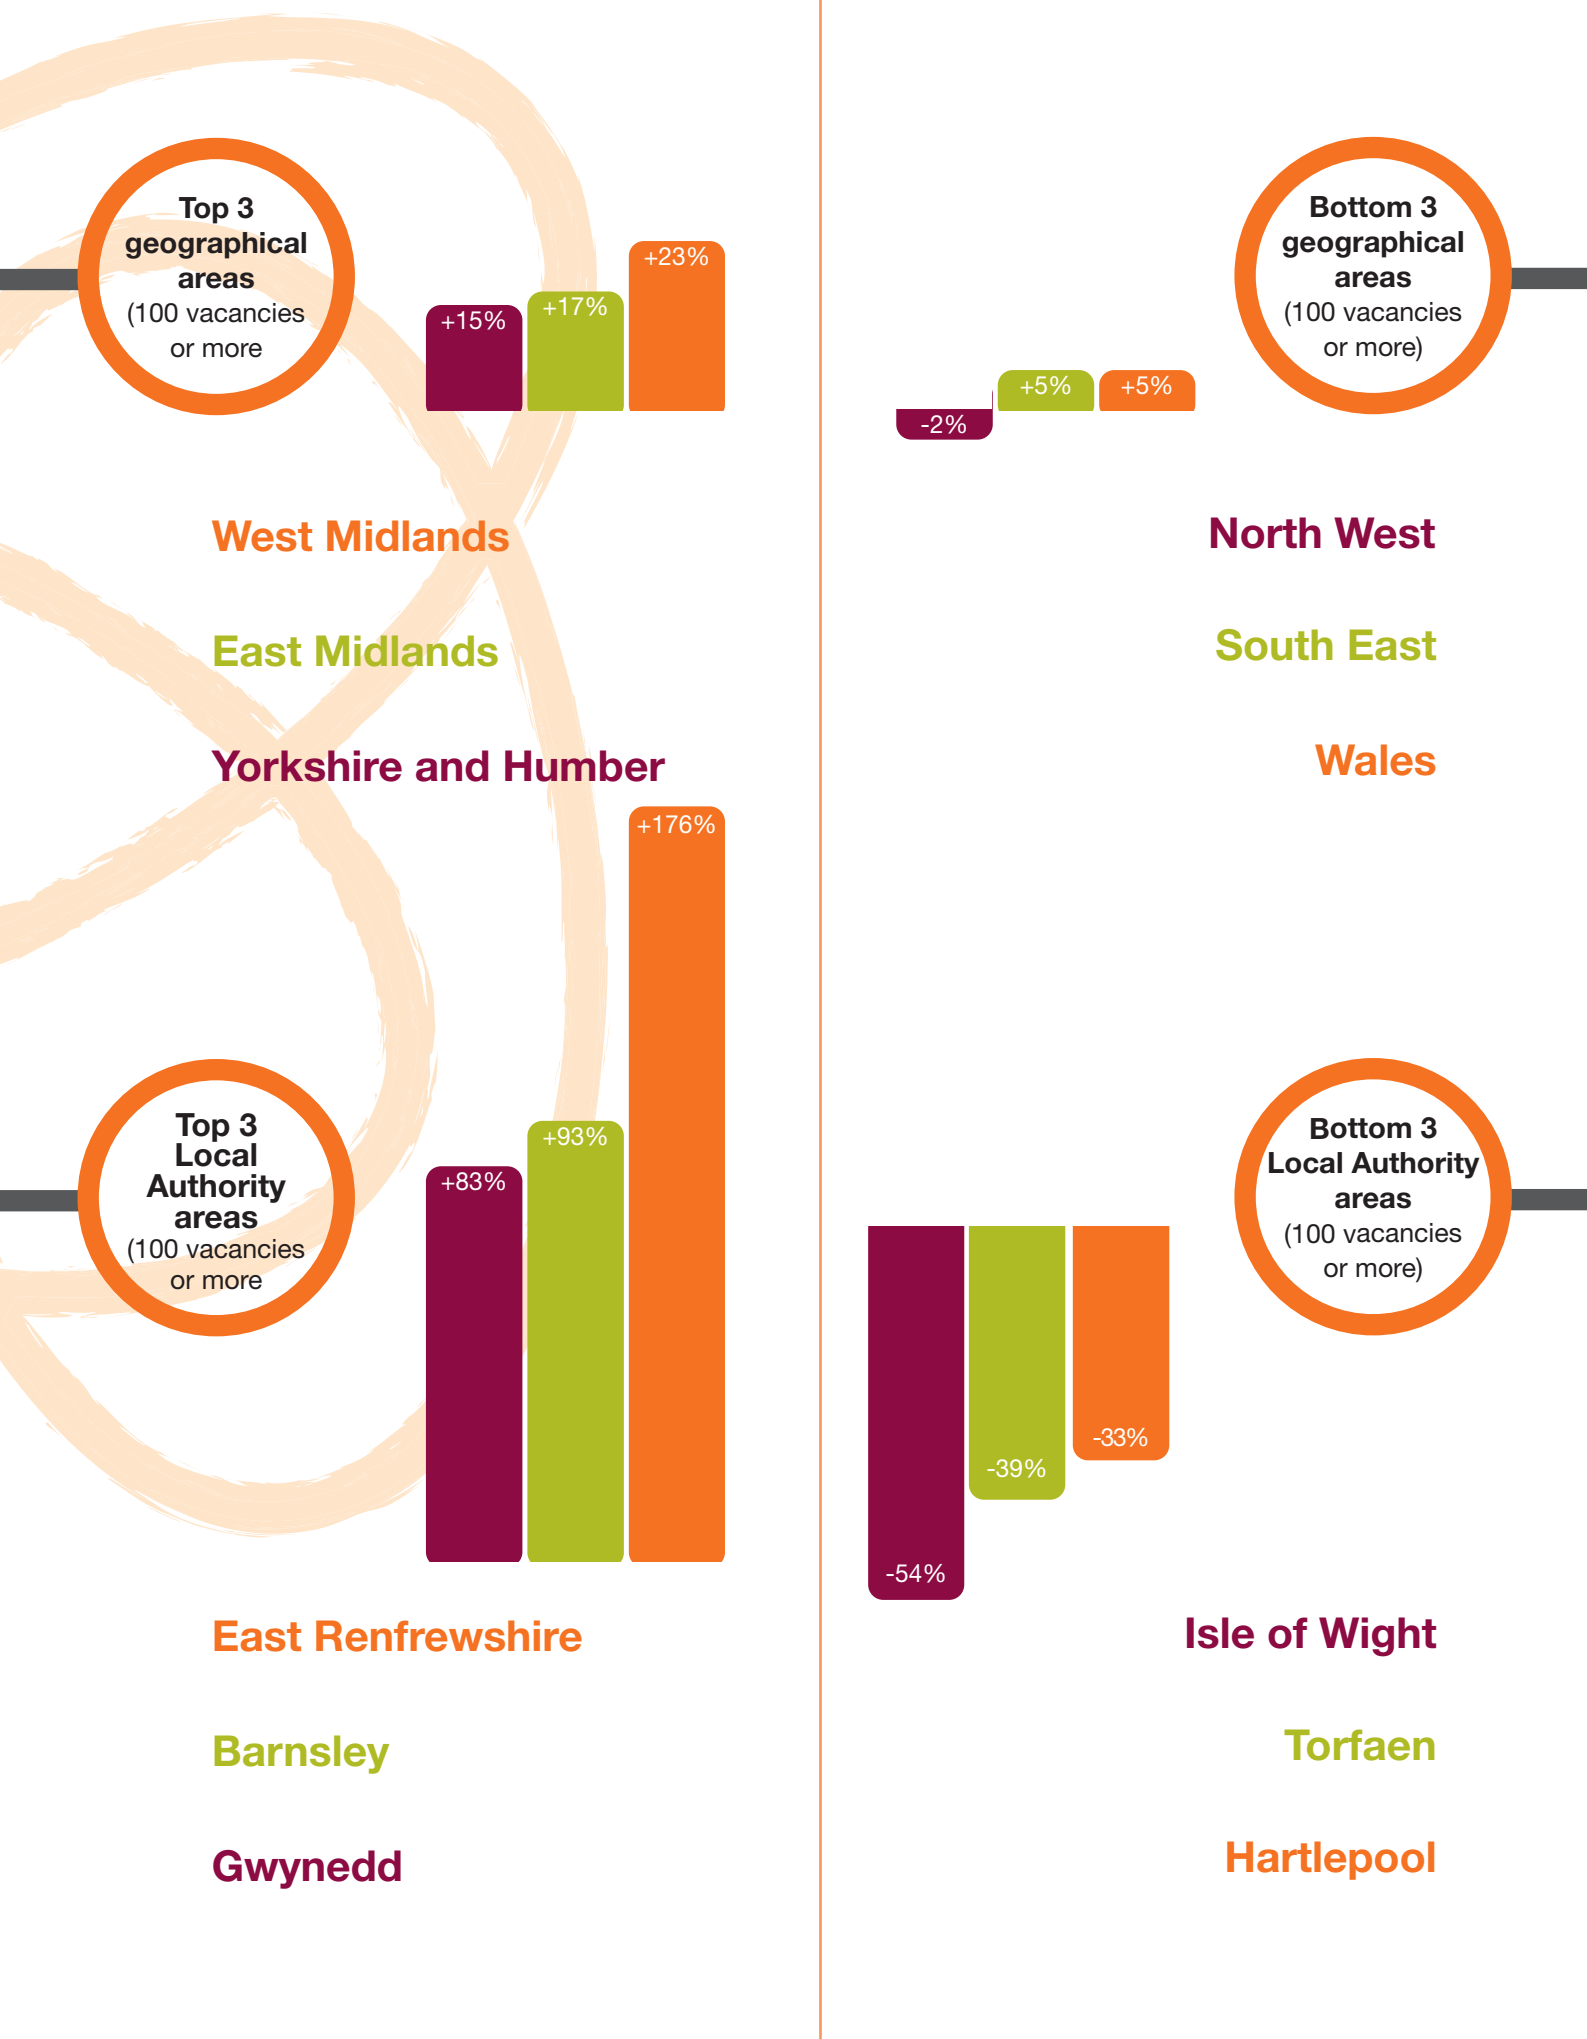 Top 3
geographical
areas
(100 vacancies
or more
+15%
+17%
+23%
West Midlands
East Midlands
Yorkshire and Humber
Top 3
Local
Authority
areas
(100 vacancies
or more
+83%
+93%
+176%
East Renfrewshire
Barnsley
Gwynedd
Bottom 3
geographical
areas
(100 vacancies
or more)
-2%
+5%
+5%
North West
South East
Wales
Bottom 3
Local Authority
areas
(100 vacancies
or more)
-54%
-39%
-33%
Isle of Wight
Torfaen
Hartlepool